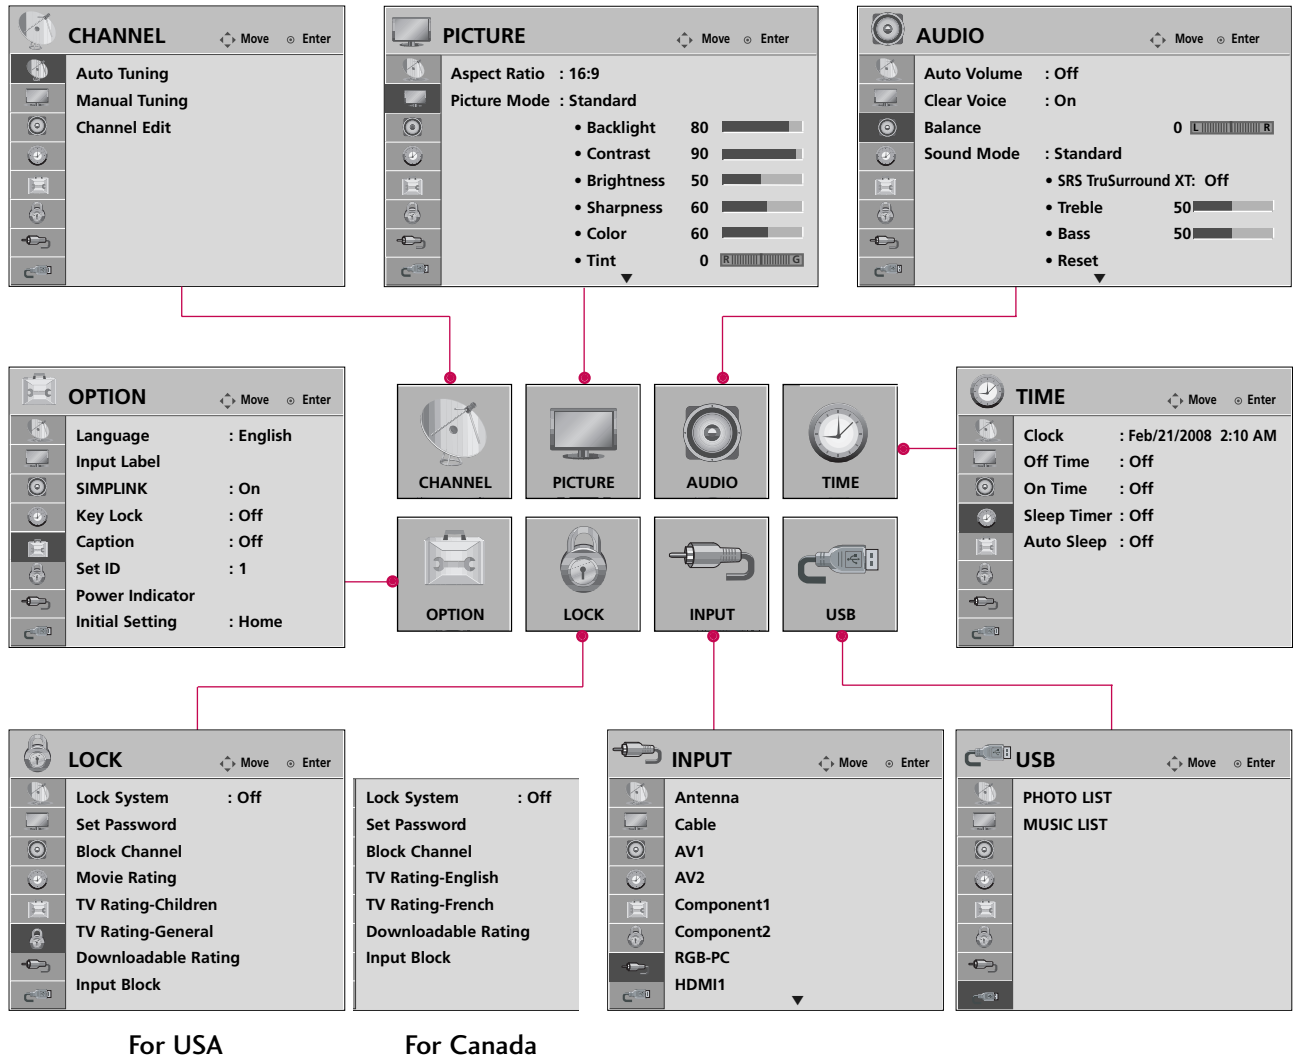 CHANNEL Move Enter
Auto Tuning
Manual Tuning
Channel Edit
PICTURE Move Enter
Aspect Ratio : 16:9
Picture Mode : Standard
• Backlight 80
• Contrast 90
• Brightness 50
• Sharpness 60
• Color 60
• Tint 0 R G
AUDIO Move Enter
Auto Volume : Off
Clear Voice : On
Balance 0 L R
Sound Mode : Standard
• SRS TruSurround XT: Off
• Treble 50
• Bass 50
• Reset
OPTION Move Enter
Language : English
Input Label
SIMPLINK : On
Key Lock : Off
Caption : Off
Set ID : 1
Power Indicator
Initial Setting : Home
CHANNEL
PICTURE
AUDIO
TIME
OPTION
LOCK
INPUT
USB
TIME Move Enter
Clock : Feb/21/2008 2:10 AM
Off Time : Off
On Time : Off
Sleep Timer : Off
Auto Sleep : Off
LOCK Move Enter
Lock System : Off
Set Password
Block Channel
Movie Rating
TV Rating-Children
TV Rating-General
Downloadable Rating
Input Block
Lock System : Off
Set Password
Block Channel
TV Rating-English
TV Rating-French
Downloadable Rating
Input Block
INPUT Move Enter
Antenna
Cable
AV1
AV2
Component1
Component2
RGB-PC
HDMI1
USB Move Enter
PHOTO LIST
MUSIC LIST
For USA
For Canada